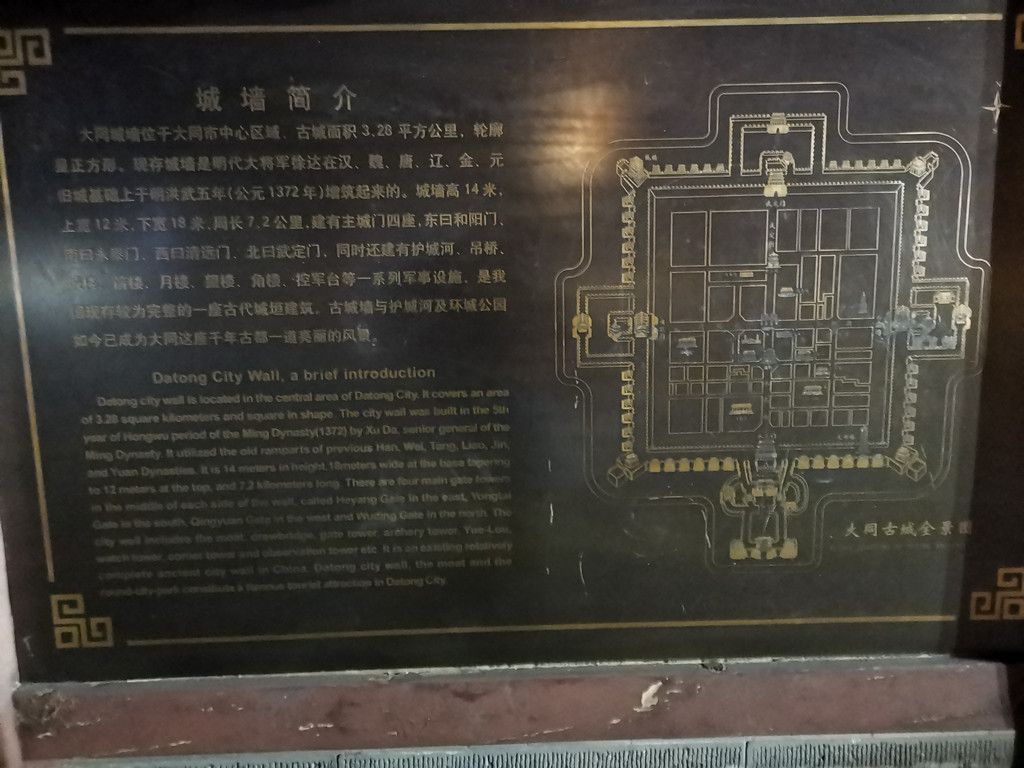 城墙简介
大同城墙位于大同市中心区域、古城面积3.28平方公里，轮廓
呈正方形。现存城墙是明代大将军徐达在汉、魏、唐、辽、金、元
旧城基础上于明洪武五年(公元1372年)增筑起来的。城墙高14米，
上宽12米，下宽18米，周长7.2公里，建有主城门四座，东曰和阳门、
南曰永泰门、西曰清远门、北曰武定门，同时还建有护城河、吊桥、
箭楼、月楼、望楼、角楼、控军台等一系列军事设施，是我
国现存较为完整的一座古代城垣建筑。古城墙与护城河及环城公园
如今已成为大同这座千年古都一道亮丽的风景。
Datong City Wall, a brief introduction
Datong city wall is located in the central area of Datong City. It covers an area
of 3.28 square kilometers and square in shape. The city wall was built in the 5th
year of Hongwu period of the Ming Dynasty(1372) by Xu Da, senior general of the
Ming Dynasty. It utilized the old ramparts of previous Han, Wei, Tang, Liao, Jin,
and Yuan Dynasties. It is 14 meters in height,18meters wide at the base tapering
to 12 meters at the top, and 7.2 kilometers long. There are four main gate towers
in the middle of each side of the wall, called Heyang Gate in the east, Yongtai
Gate in the south, Qingyuan Gate in the west and Wuding Gate in the north. The
city wall includes the moat, drawbridge, gate tower, archery tower, Yue-Lou,
watch tower, corner tower and observation tower etc. It is an existing relatively
complete ancient city wall in China. Datong city wall, the moat and the
round-city-park constitute a famous tourist attraction in Datong City.
武定门
大同古城全景图